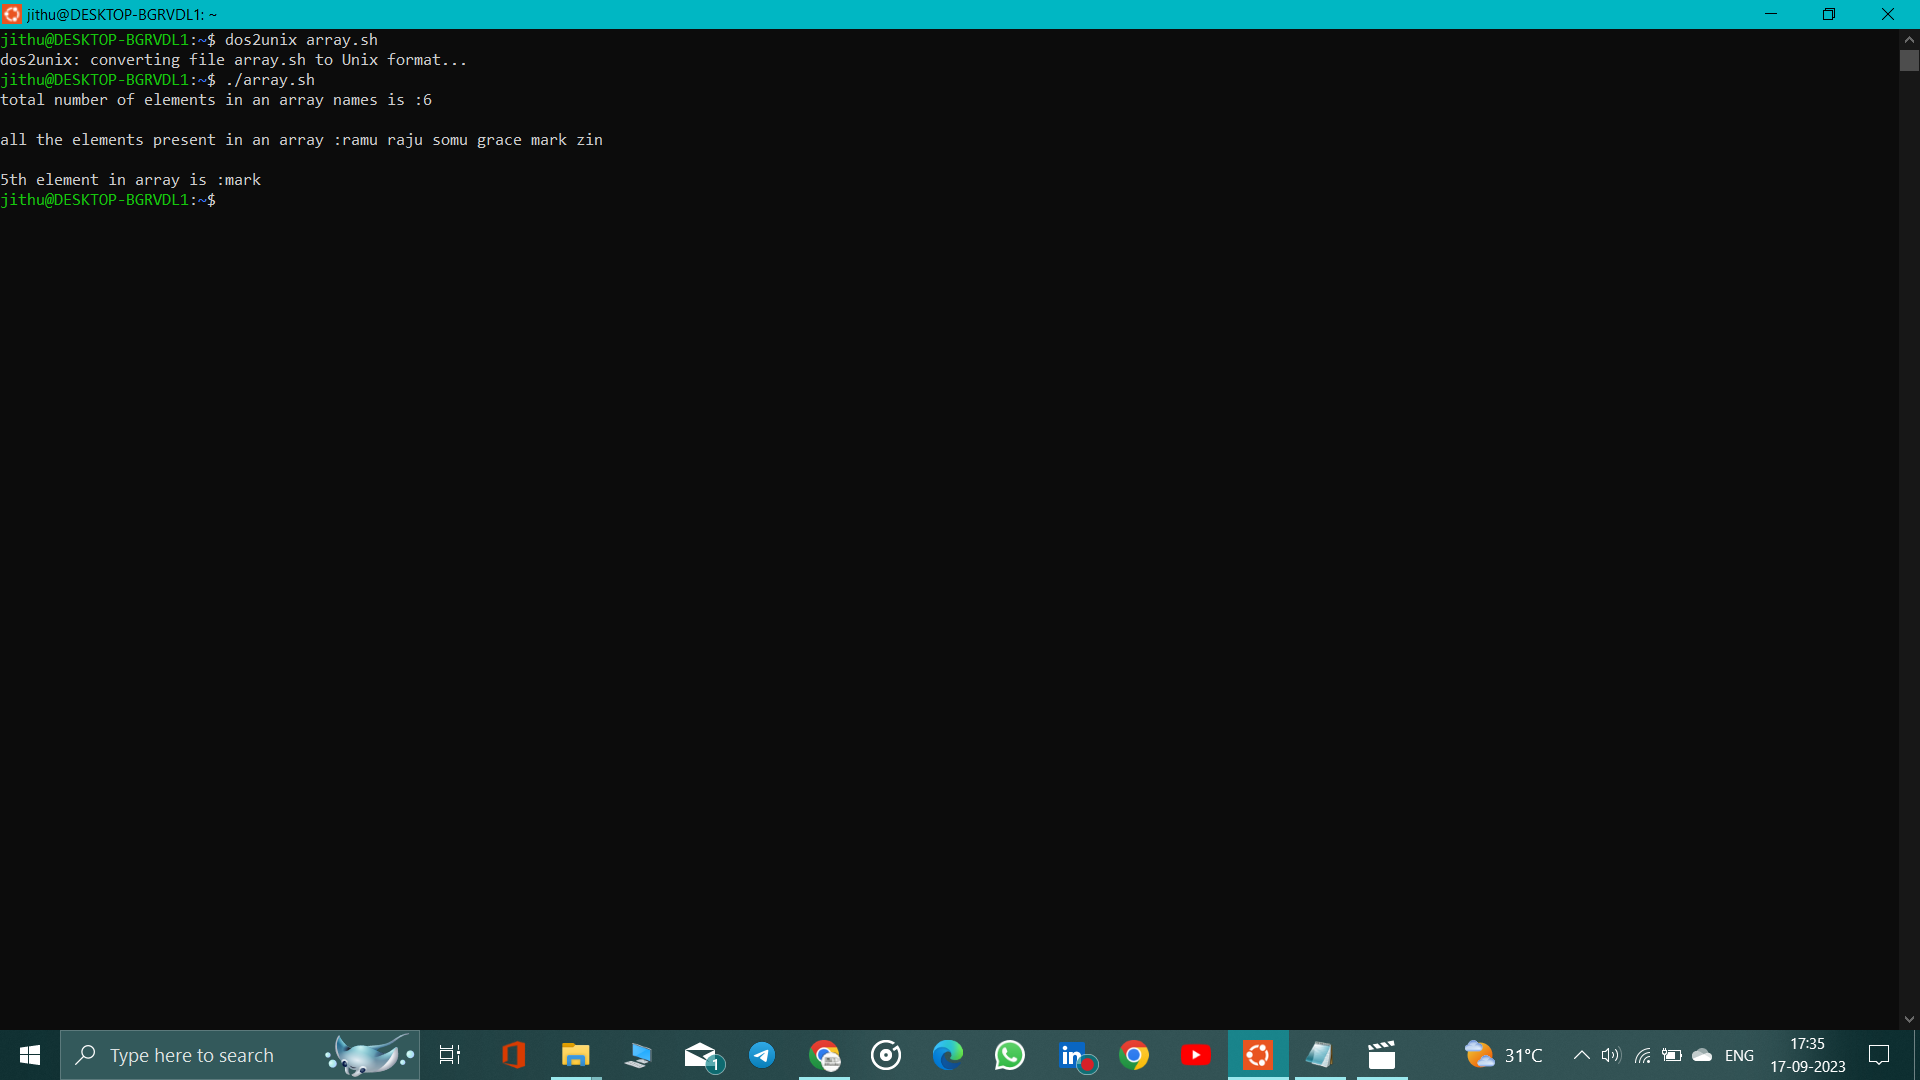 jithu@DESKTOP-BGRVDL1: ~
jithu@DESKTOP-BGRVDL1:~$ dos2unix array.sh
dos2unix: converting file array.sh to Unix format...
jithu@DESKTOP-BGRVDL1:~$ ./array.sh
total number of elements in an array names is :6
all the elements present in an array :ramu raju somu grace mark zin
5th element in array is :mark
jithu@DESKTOP-BGRVDL1:~$
Type here to search
1
in
31°C
ENG
17:35
17-09-2023